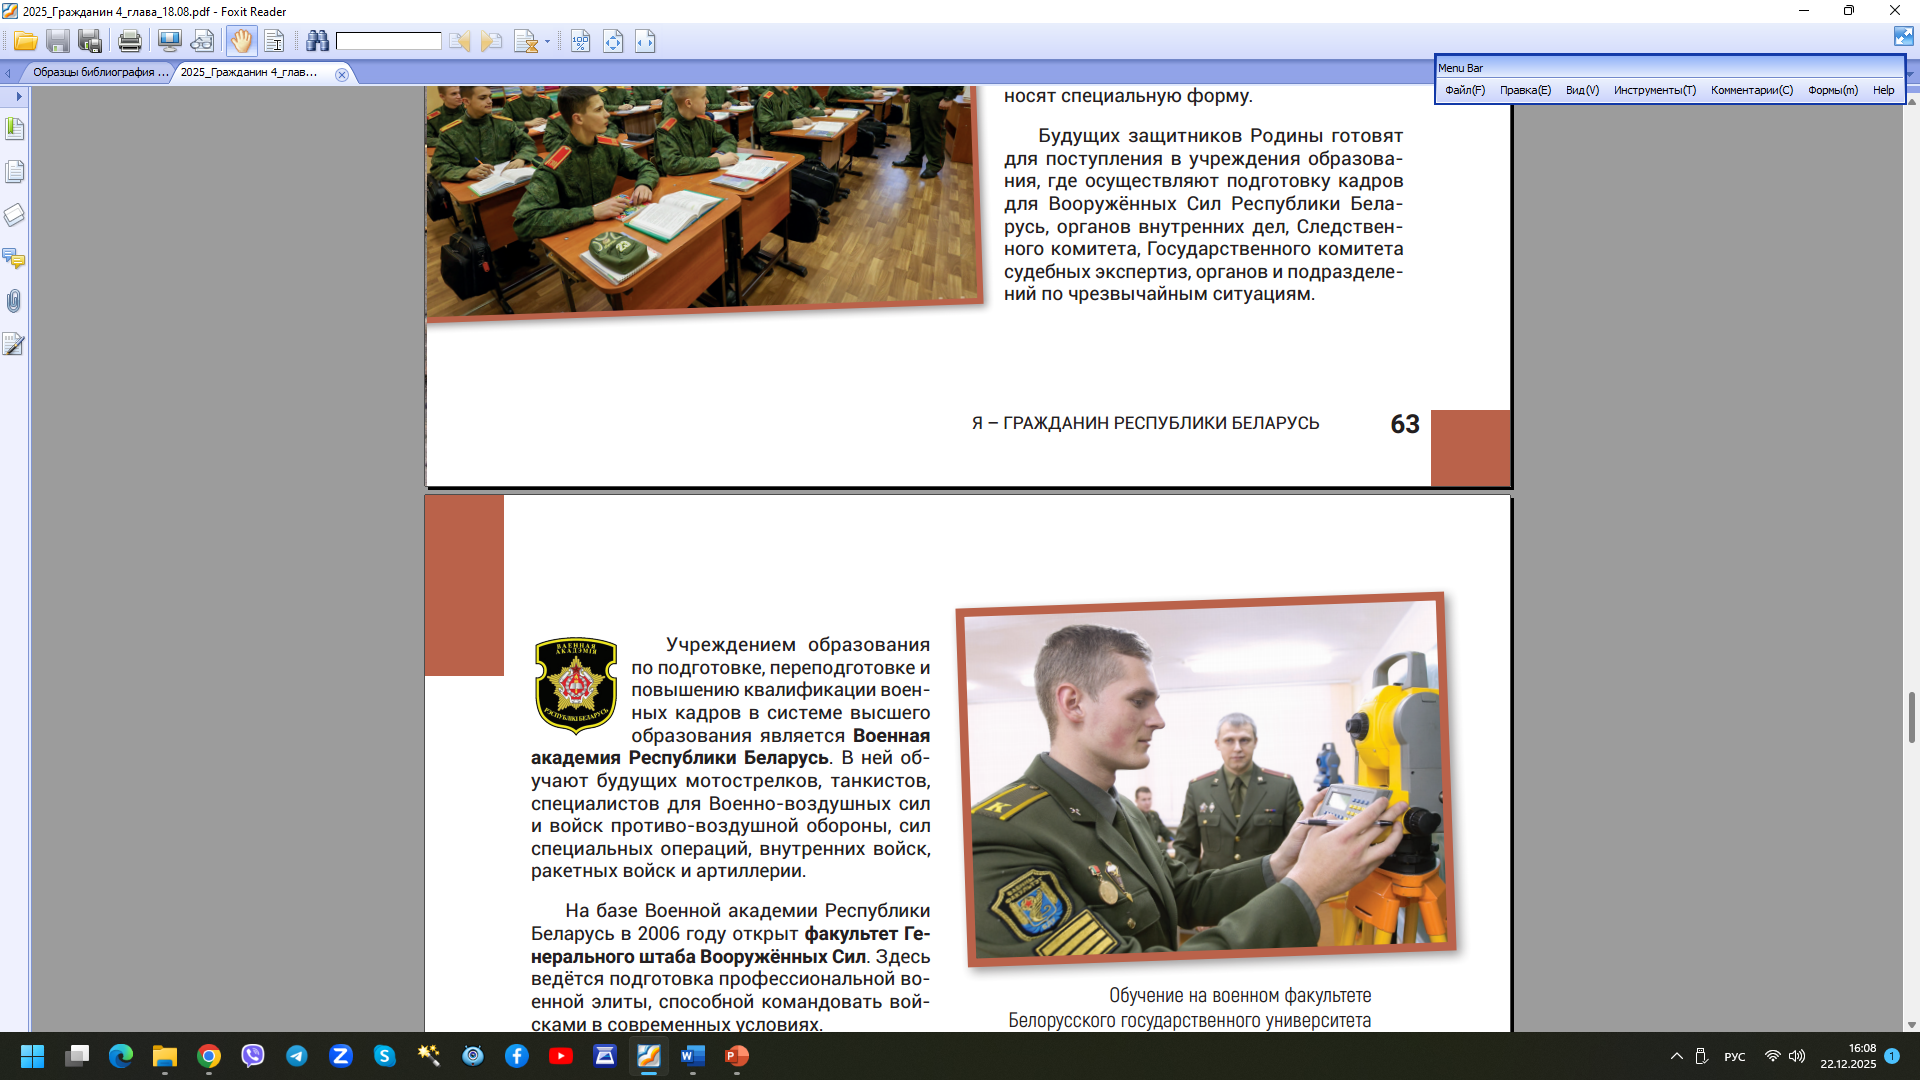 2025_Гражданин 4_глава_18.08.pdf - Foxit Reader
Образцы библиография ...
2025_Гражданин 4_глав...
Menu Bar
Файл(F) Правка(E) Вид(V) Инструменты(T) Комментарии(C) Формы(m) Help
носят специальную форму.
Будущих защитников Родины готовят
для поступления в учреждения образова-
ния, где осуществляют подготовку кадров
для Вооружённых Сил Республики Бела-
русь, органов внутренних дел, Следствен-
ного комитета, Государственного комитета
судебных экспертиз, органов и подразделе-
ний по чрезвычайным ситуациям.
Я – ГРАЖДАНИН РЕСПУБЛИКИ БЕЛАРУСЬ 63
ВАЕННАЯ
АКАДЭМІЯ
РЭСПУБЛІКІ БЕЛАРУСЬ
Учреждением образования
по подготовке, переподготовке и
повышению квалификации воен-
ных кадров в системе высшего
образования является Военная
академия Республики Беларусь. В ней об-
учают будущих мотострелков, танкистов,
специалистов для Военно-воздушных сил
и войск противо-воздушной обороны, сил
специальных операций, внутренних войск,
ракетных войск и артиллерии.
На базе Военной академии Республики
Беларусь в 2006 году открыт факультет Ге-
нерального штаба Вооружённых Сил. Здесь
ведётся подготовка профессиональной во-
енной элиты, способной командовать вой-
сками в современных условиях.
К
Обучение на военном факультете
Белорусского государственного университета
РУС
16:08
22.12.2025
1